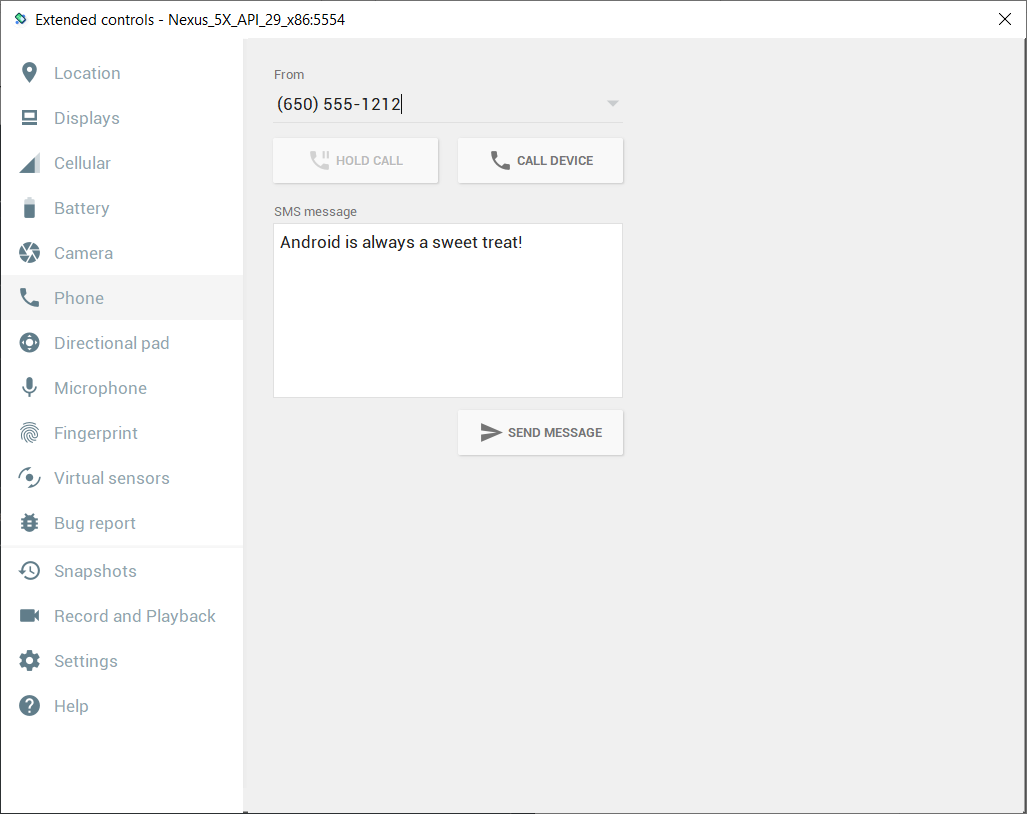 Extended controls - Nexus_5X_API_29_x86:5554
Location
Displays
Cellular
Battery
Camera
Phone
Directional pad
Microphone
Fingerprint
Virtual sensors
Bug report
Snapshots
Record and Playback
Settings
Help
From
(650) 555-1212
HOLD CALL
CALL DEVICE
SMS message
Android is always a sweet treat!
SEND MESSAGE